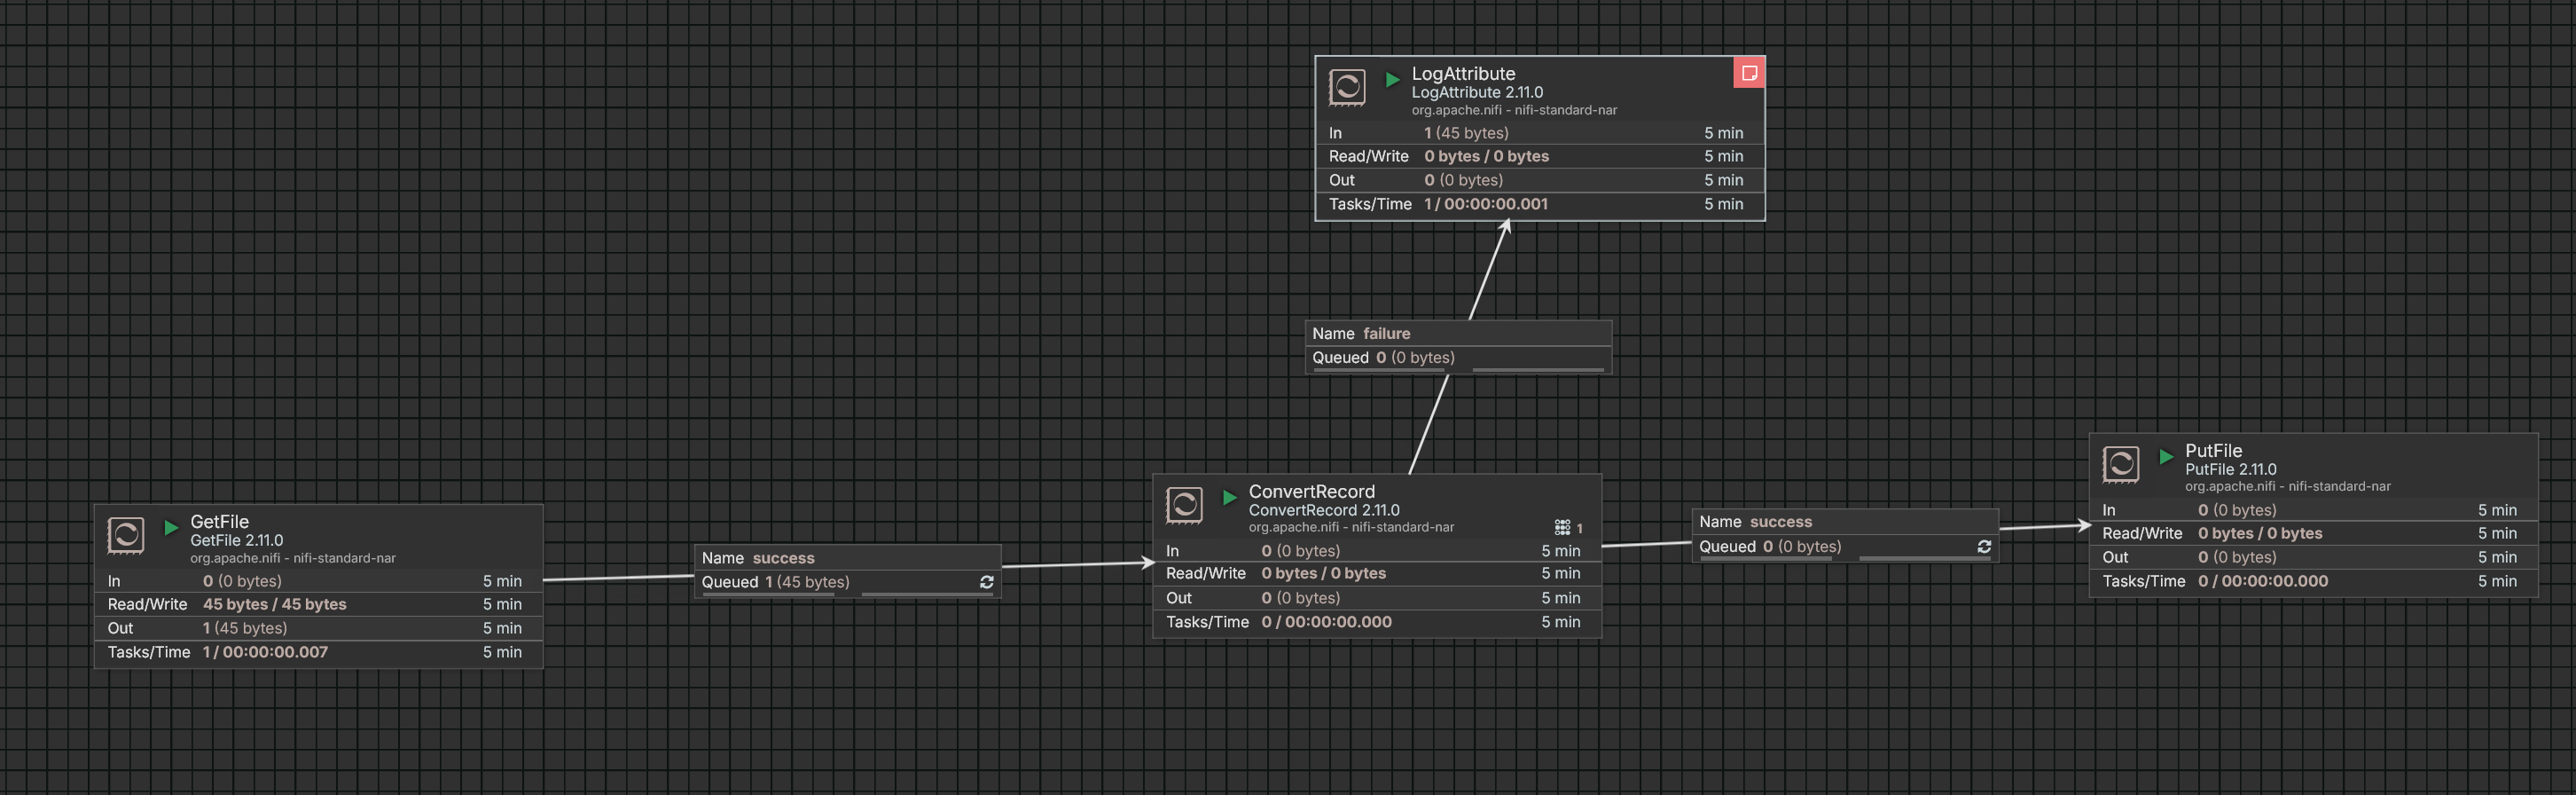 LogAttribute
LogAttribute 2.11.0
org.apache.nifi - nifi-standard-nar
In 1 (45 bytes) 5 min
Read/Write 0 bytes / 0 bytes 5 min
Out 0 (0 bytes) 5 min
Tasks/Time 1 / 00:00:00.001 5 min
Name failure
Queued 0 (0 bytes)
GetFile
GetFile 2.11.0
org.apache.nifi - nifi-standard-nar
In 0 (0 bytes) 5 min
Read/Write 45 bytes / 45 bytes 5 min
Out 1 (45 bytes) 5 min
Tasks/Time 1 / 00:00:00.007 5 min
Name success
Queued 1 (45 bytes)
ConvertRecord
ConvertRecord 2.11.0
org.apache.nifi - nifi-standard-nar
1
In 0 (0 bytes) 5 min
Read/Write 0 bytes / 0 bytes 5 min
Out 0 (0 bytes) 5 min
Tasks/Time 0 / 00:00:00.000 5 min
Name success
Queued 0 (0 bytes)
PutFile
PutFile 2.11.0
org.apache.nifi - nifi-standard-nar
In 0 (0 bytes) 5 min
Read/Write 0 bytes / 0 bytes 5 min
Out 0 (0 bytes) 5 min
Tasks/Time 0 / 00:00:00.000 5 min